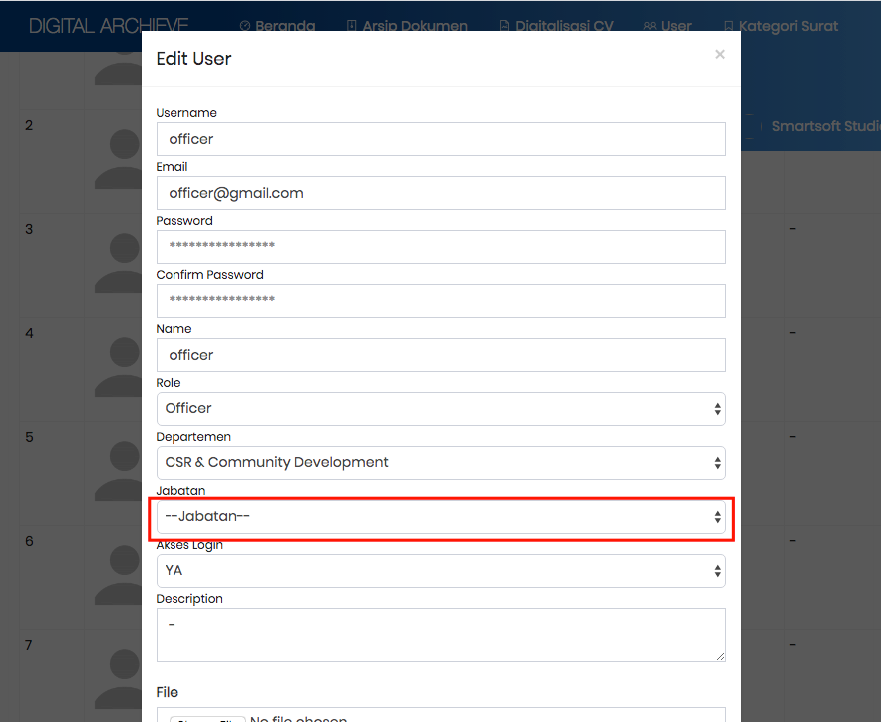 DIGITAL ARCHIEVE Beranda Arsip Dokumen Digitalisasi CV User Kategori Surat
Edit User ×
Username
officer
Email
officer@gmail.com
Password
****************
Confirm Password
****************
Name
officer
Role
Officer
Departemen
CSR & Community Development
Jabatan
--Jabatan--
Akses Login
YA
Description
-
File
No file chosen
2
Smartsoft Studi
3 -
4 -
5 -
6 -
7 -